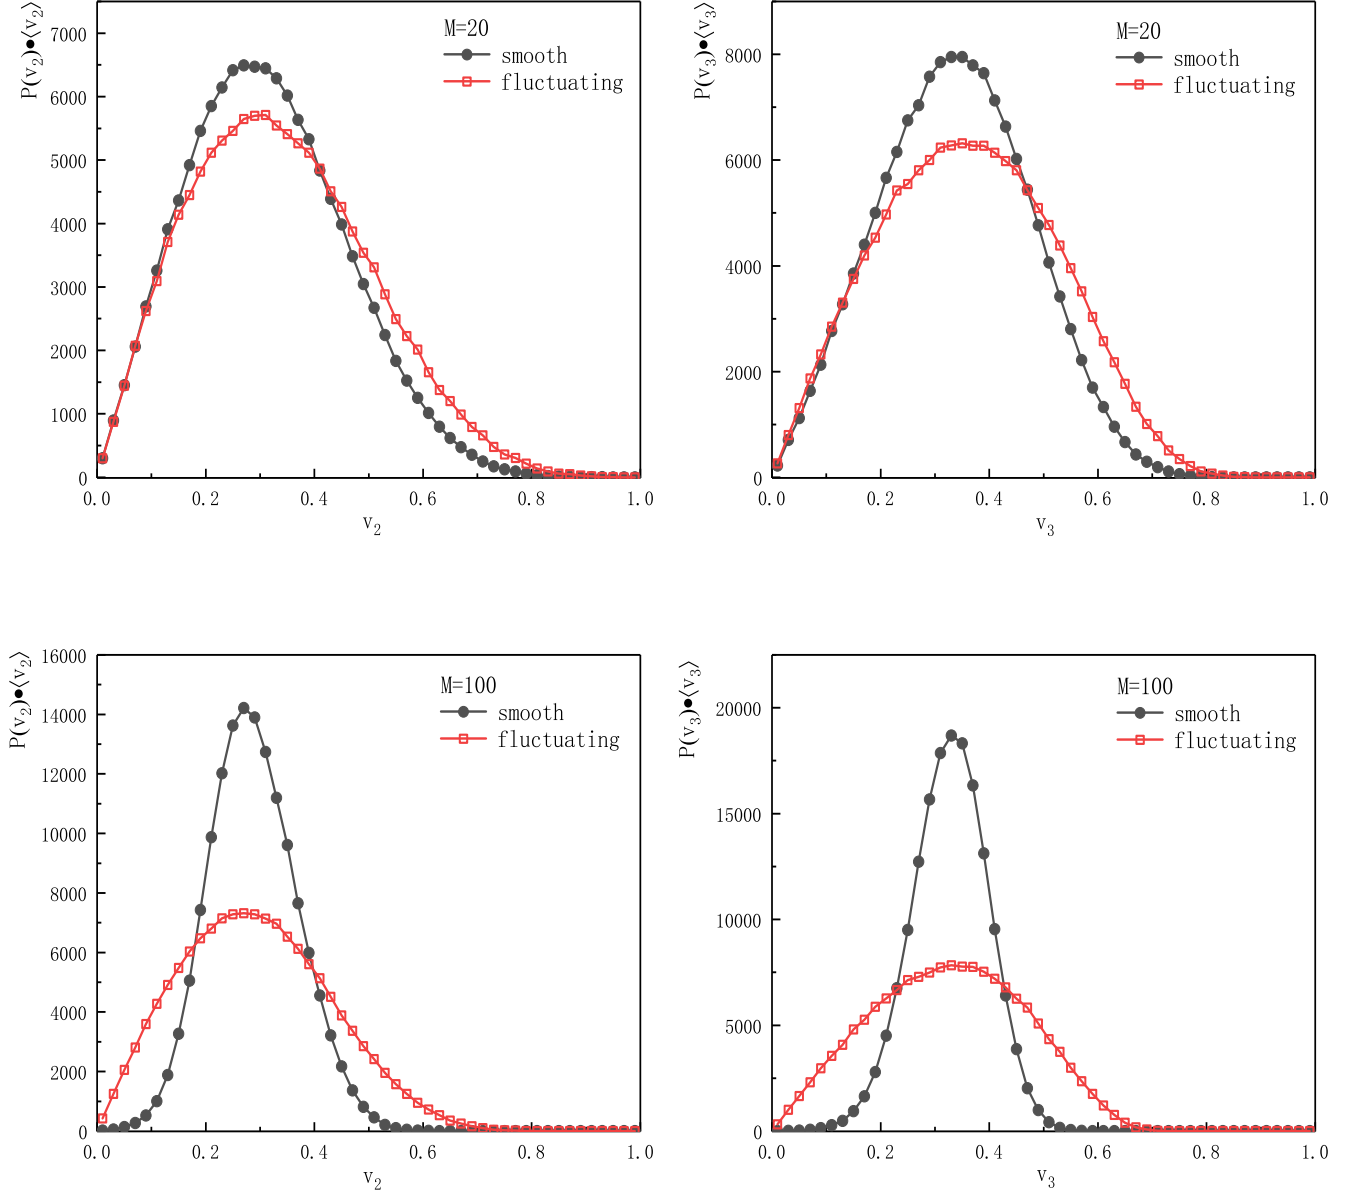 P(v₂)•⟨v₂⟩
M=20
smooth
fluctuating
7000
6000
5000
4000
3000
2000
1000
0
0.0 0.2 0.4 0.6 0.8 1.0
v₂
P(v₃)•⟨v₃⟩
M=20
smooth
fluctuating
8000
6000
4000
2000
0
0.0 0.2 0.4 0.6 0.8 1.0
v₃
P(v₂)•⟨v₂⟩
M=100
smooth
fluctuating
16000
14000
12000
10000
8000
6000
4000
2000
0
0.0 0.2 0.4 0.6 0.8 1.0
v₂
P(v₃)•⟨v₃⟩
M=100
smooth
fluctuating
20000
15000
10000
5000
0
0.0 0.2 0.4 0.6 0.8 1.0
v₃